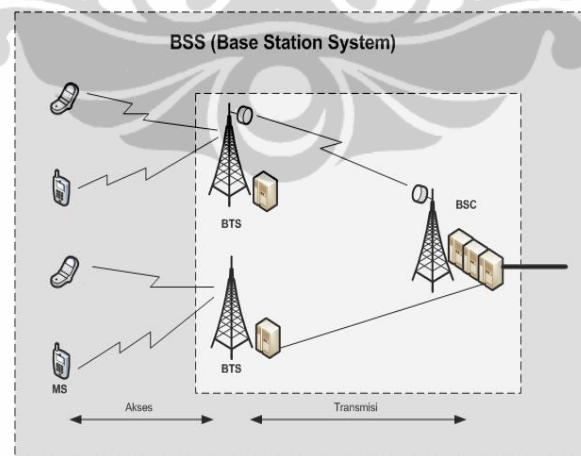 BSS (Base Station System)
BSC
BTS
BTS
MS
Akses
Transmisi